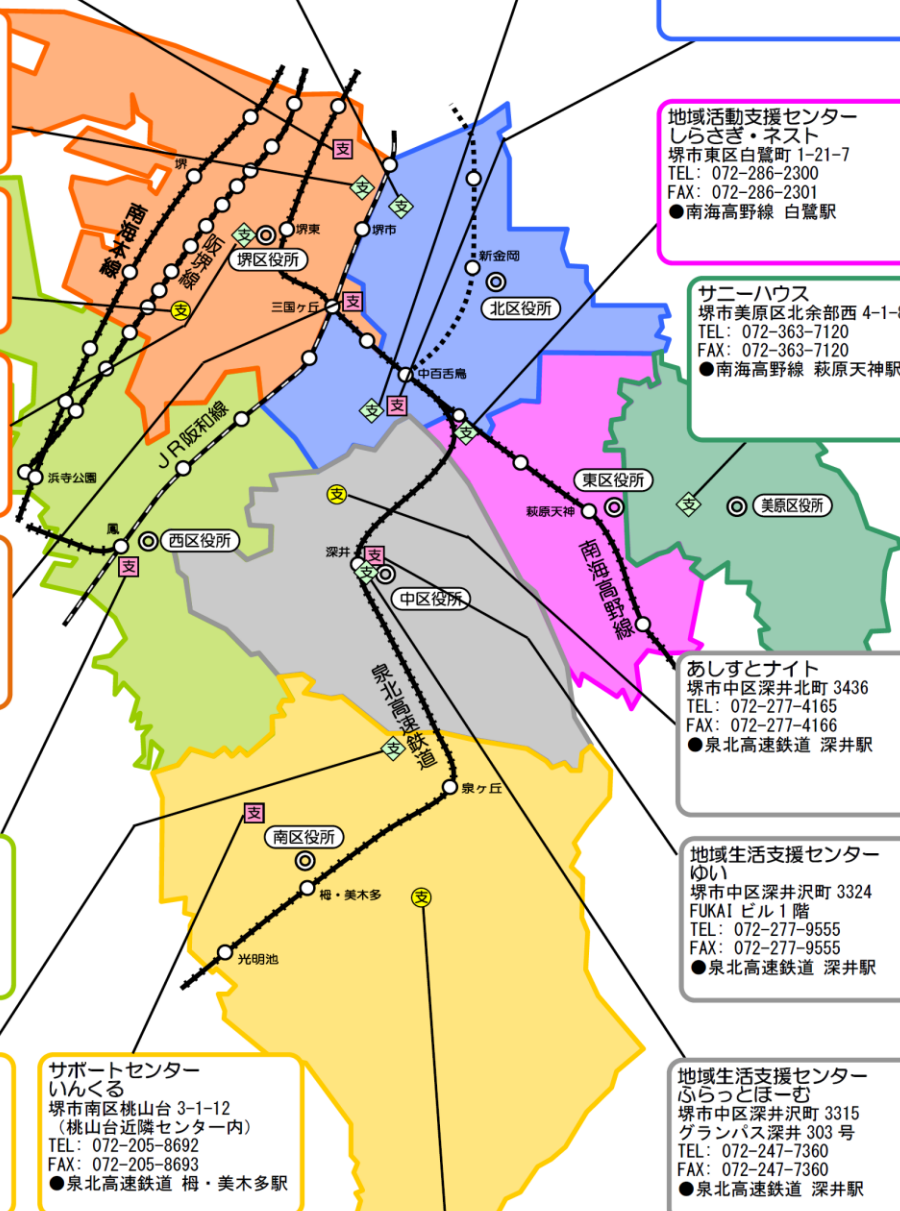 地域活動支援センター
しらさぎ・ネスト
堺市東区白鷺町 1-21-7
TEL: 072-286-2300
FAX: 072-286-2301
●南海高野線 白鷺駅
サニーハウス
堺市美原区北余部西 4-1-8
TEL: 072-363-7120
FAX: 072-363-7120
●南海高野線 萩原天神駅
支
支
支
支
堺
堺東
堺市
南海本線
阪堺線
堺区役所
新金岡
北区役所
三国ヶ丘
支
支
中百舌鳥
支
支
支
JR阪和線
浜寺公園
支
東区役所
萩原天神
支
美原区役所
鳳
西区役所
支
深井
支
支
中区役所
南海高野線
泉北高速鉄道
支
泉ヶ丘
支
南区役所
栂・美木多
支
光明池
あしすとナイト
堺市中区深井北町 3436
TEL: 072-277-4165
FAX: 072-277-4166
●泉北高速鉄道 深井駅
地域生活支援センター
ゆい
堺市中区深井沢町 3324
FUKAI ビル 1 階
TEL: 072-277-9555
FAX: 072-277-9555
●泉北高速鉄道 深井駅
サポートセンター
いんくる
堺市南区桃山台 3-1-12
（桃山台近隣センター内）
TEL: 072-205-8692
FAX: 072-205-8693
●泉北高速鉄道 栂・美木多駅
地域生活支援センター
ふらっとほーむ
堺市中区深井沢町 3315
グランパス深井 303 号
TEL: 072-247-7360
FAX: 072-247-7360
●泉北高速鉄道 深井駅